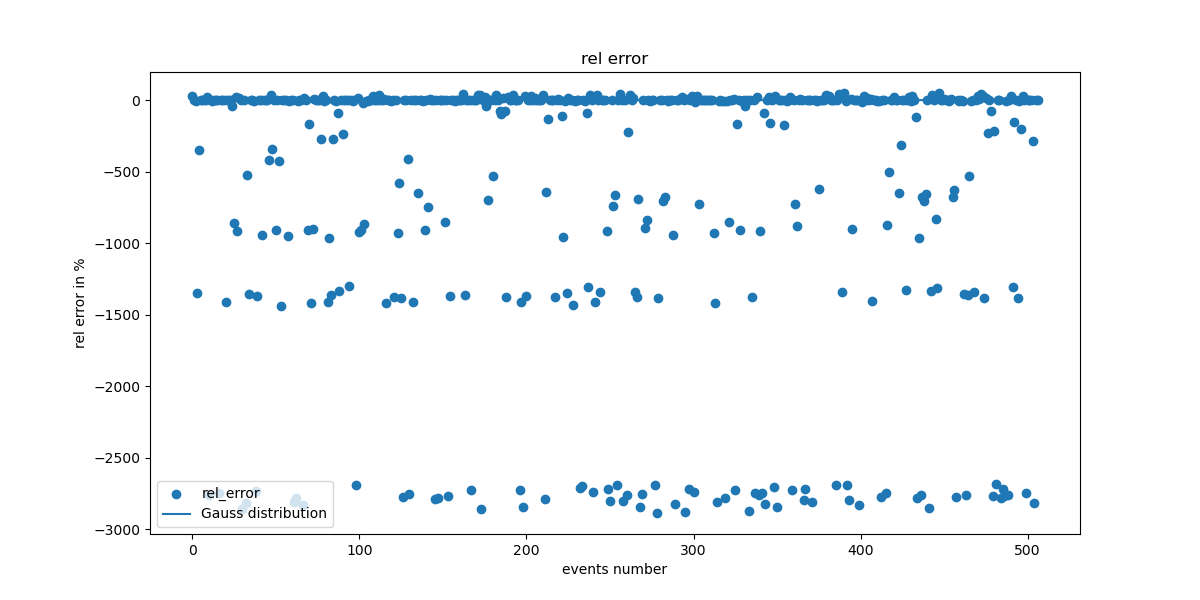 rel error
rel error in %
0
−500
−1000
−1500
−2000
−2500
−3000
rel_error
Gauss distribution
0 100 200 300 400 500
events number